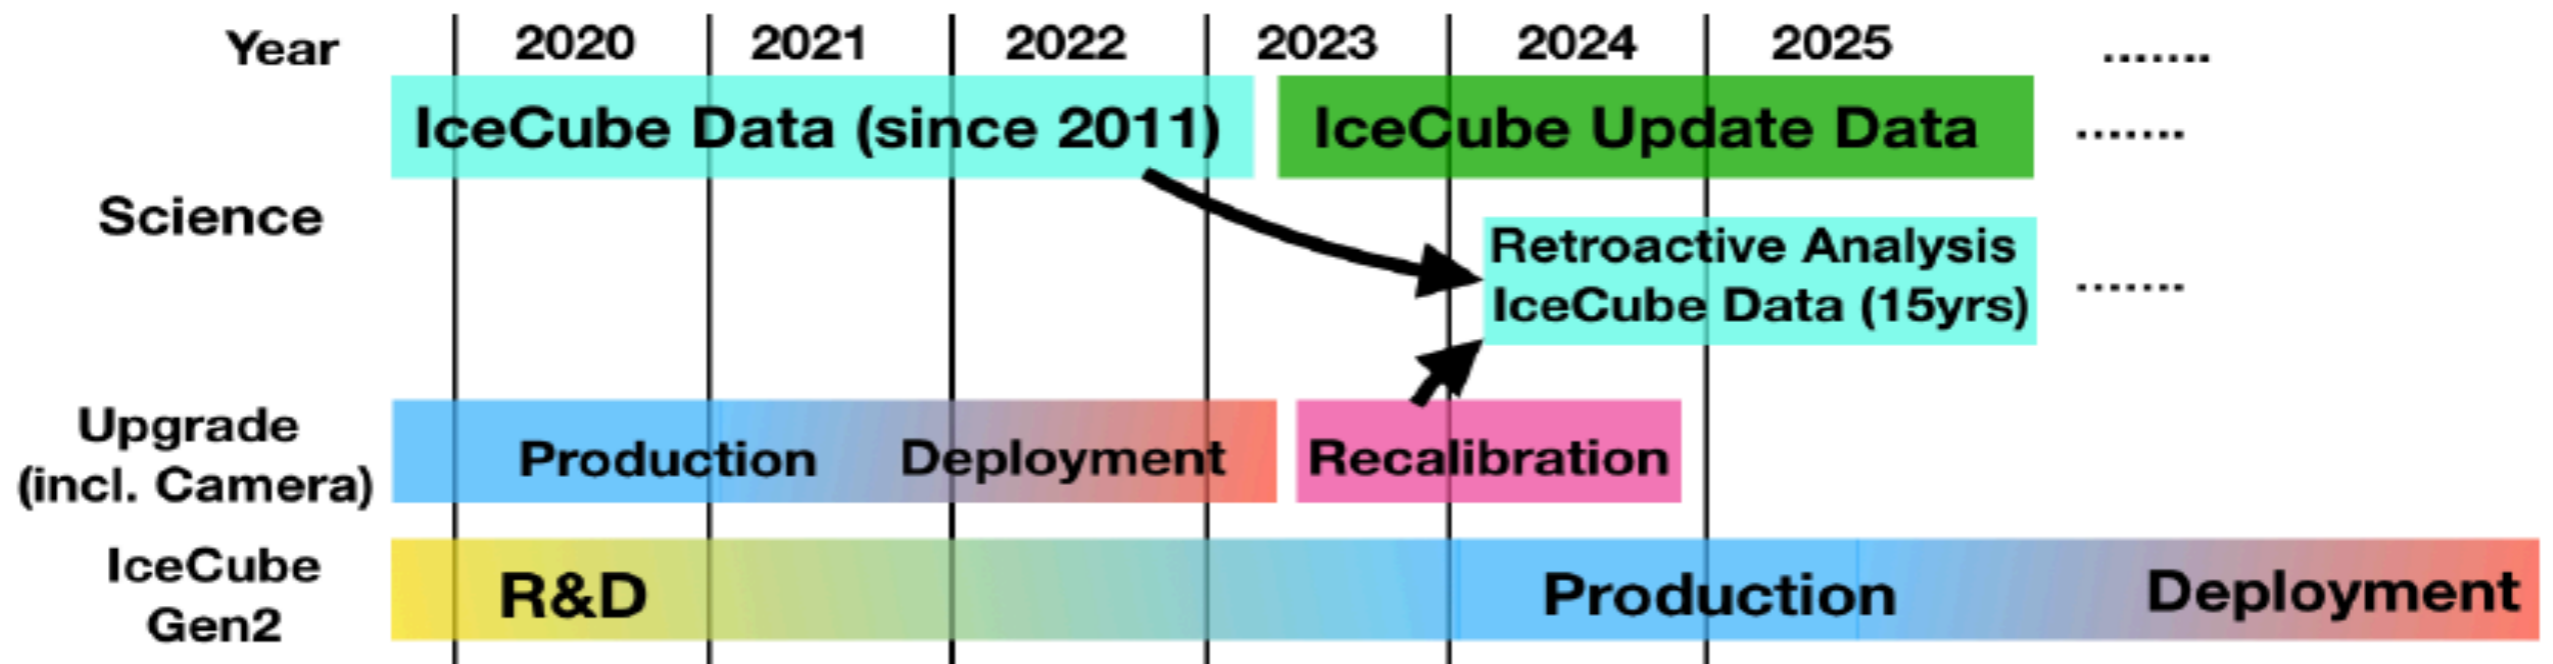 Year 2020 2021 2022 2023 2024 2025 .......
IceCube Data (since 2011) IceCube Update Data .......
Science
Retroactive Analysis
IceCube Data (15yrs) .......
Upgrade
(incl. Camera)
Production Deployment Recalibration
IceCube
Gen2
R&D Production Deployment